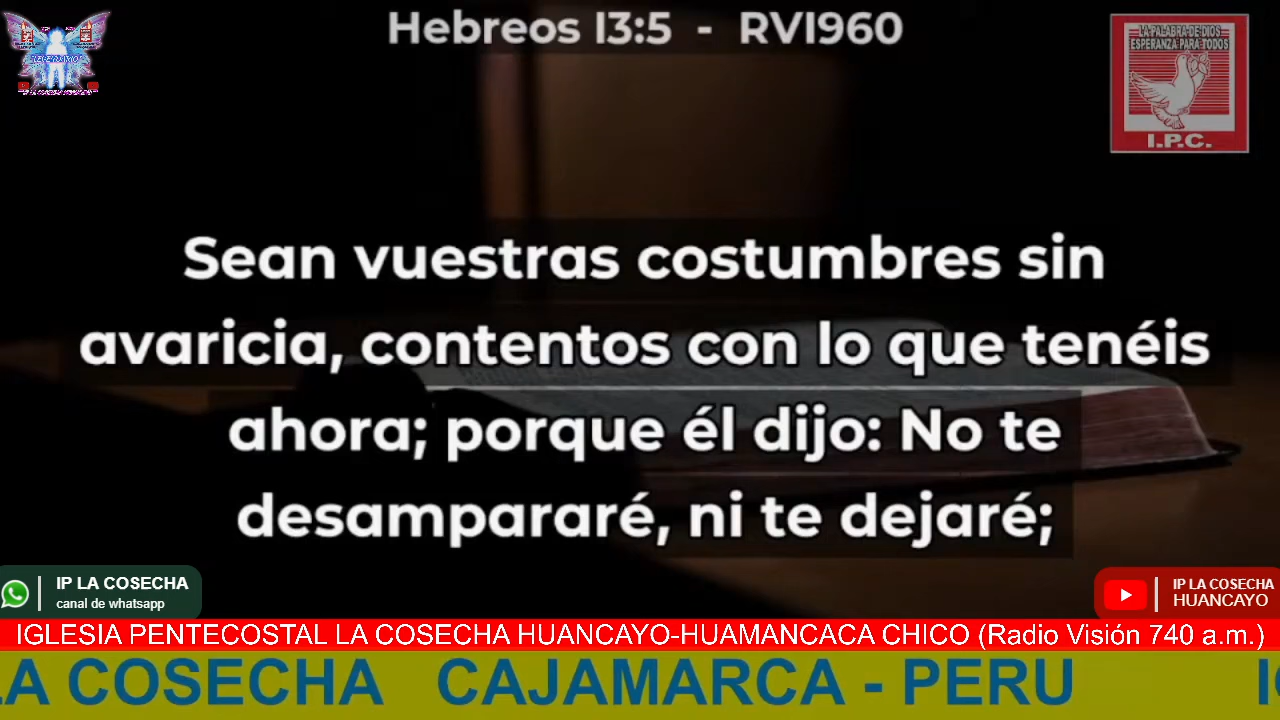 Hebreos 13:5 - RV1960
LA PALABRA DE DIOS
ESPERANZA PARA TODOS
I.P.C.
Sean vuestras costumbres sin
avaricia, contentos con lo que tenéis
ahora; porque él dijo: No te
desampararé, ni te dejaré;
IP LA COSECHA
canal de whatsapp
IP LA COSECHA
HUANCAYO
IGLESIA PENTECOSTAL LA COSECHA HUANCAYO-HUAMANCACA CHICO (Radio Visión 740 a.m.)
LA COSECHA CAJAMARCA - PERU